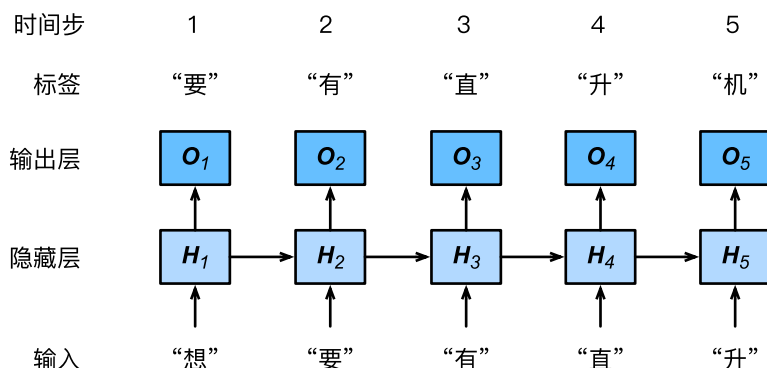 时间步 1 2 3 4 5
标签 “要” “有” “直” “升” “机”
输出层 O1 O2 O3 O4 O5
隐藏层 H1 H2 H3 H4 H5
输入 “想” “要” “有” “直” “升”